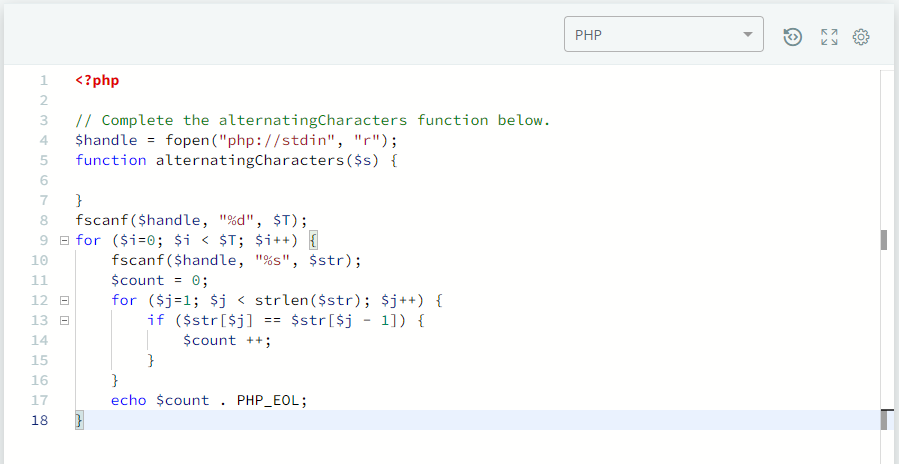 PHP
1 <?php
2
3 // Complete the alternatingCharacters function below.
4 $handle = fopen("php://stdin", "r");
5 function alternatingCharacters($s) {
6
7 }
8 fscanf($handle, "%d", $T);
9 for ($i=0; $i < $T; $i++) {
10     fscanf($handle, "%s", $str);
11     $count = 0;
12     for ($j=1; $j < strlen($str); $j++) {
13         if ($str[$j] == $str[$j - 1]) {
14             $count ++;
15         }
16     }
17     echo $count . PHP_EOL;
18 }